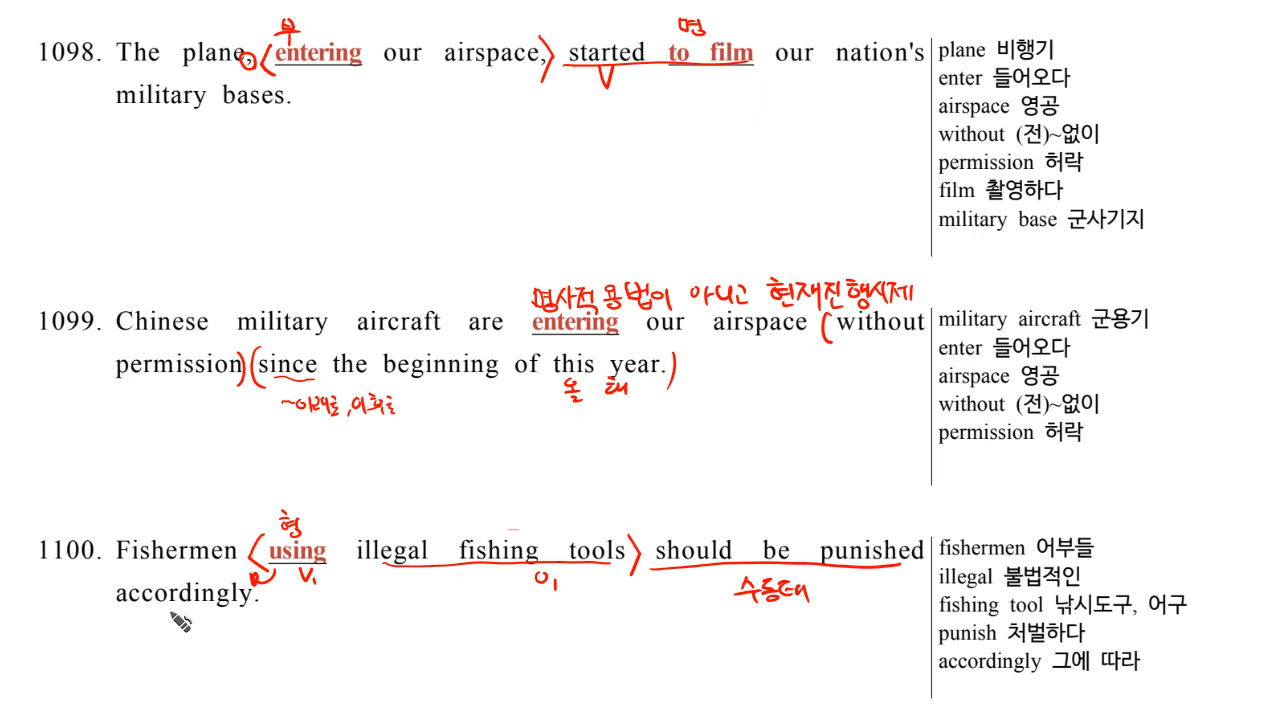 부
명
1098. The plane, entering our airspace, started to film our nation's
military bases.
V
plane 비행기
enter 들어오다
airspace 영공
without (전)~없이
permission 허락
film 촬영하다
military base 군사기지
명사적 용법이 아니고 현재진행시제
1099. Chinese military aircraft are entering our airspace (without
permission) (since the beginning of this year.)
~이래로, 이후로
올 해
military aircraft 군용기
enter 들어오다
airspace 영공
without (전)~없이
permission 허락
형
1100. Fishermen using illegal fishing tools should be punished
V₁
O₁
수동태
accordingly.
fishermen 어부들
illegal 불법적인
fishing tool 낚시도구, 어구
punish 처벌하다
accordingly 그에 따라